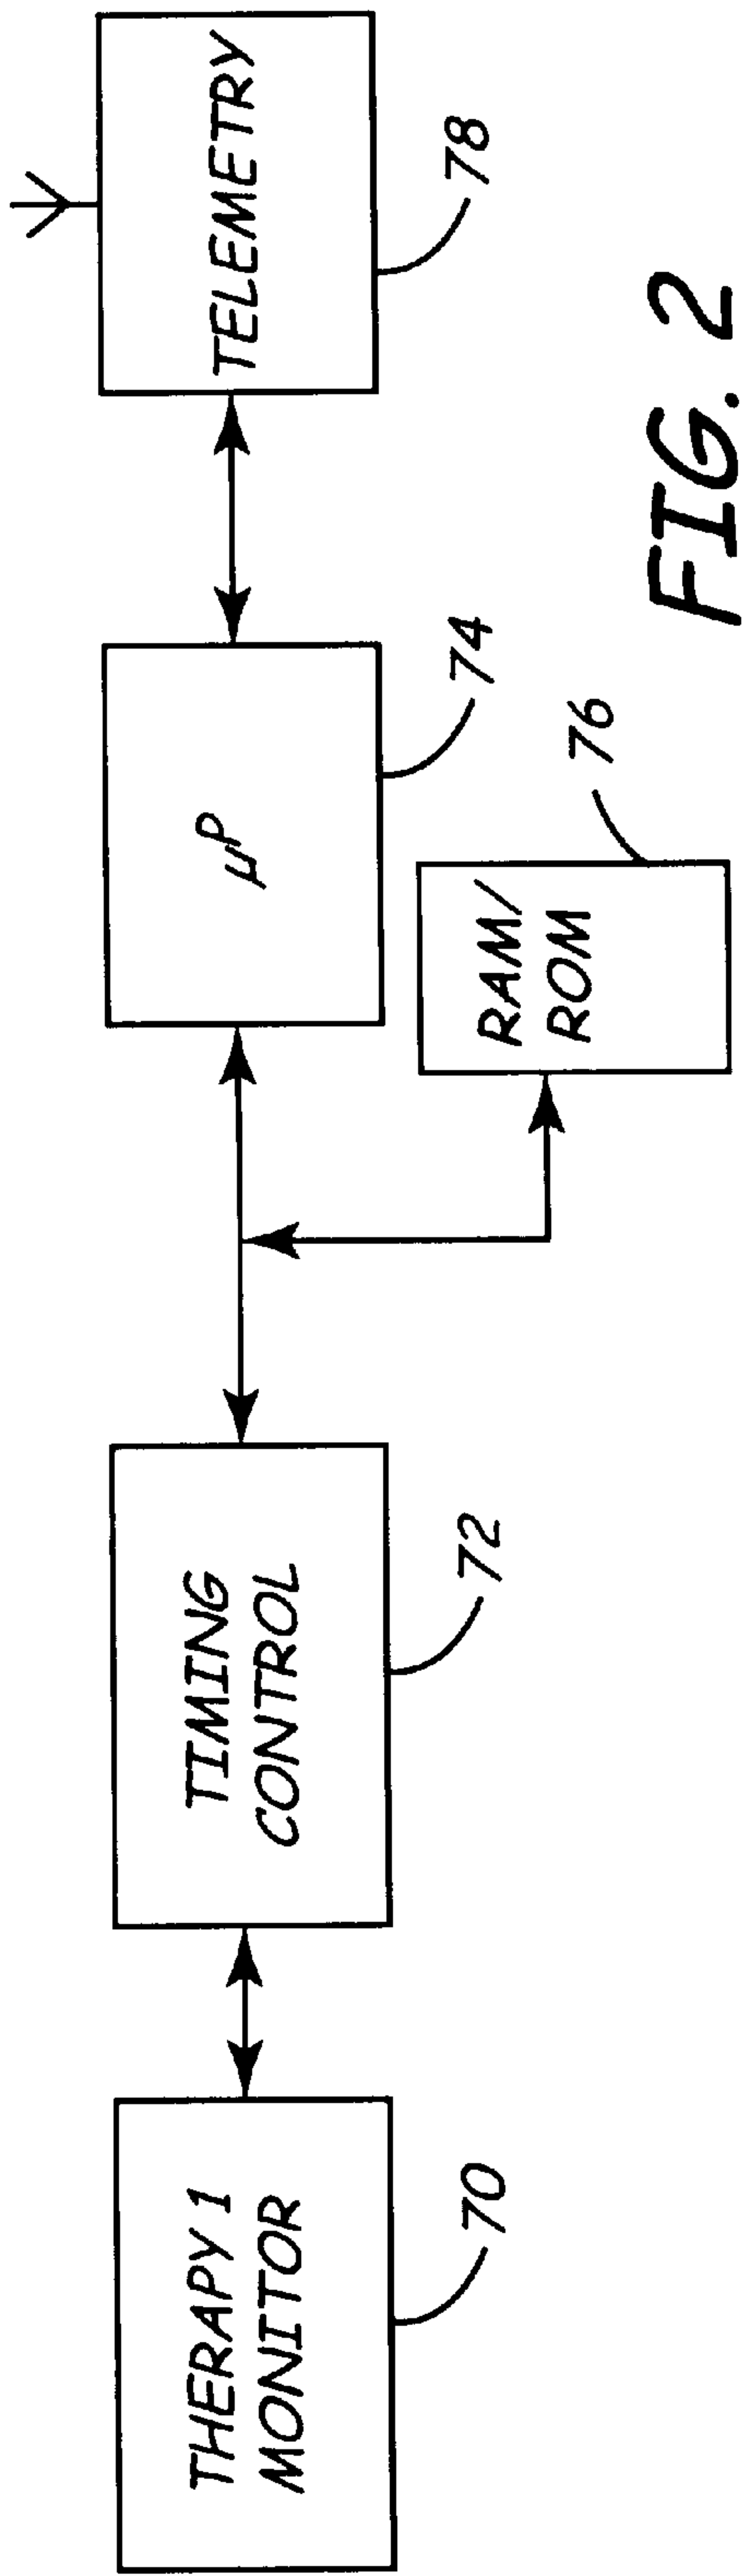 THERAPY 1
MONITOR
70
TIMING
CONTROL
72
µP
74
RAM/
ROM
76
TELEMETRY
78
FIG. 2